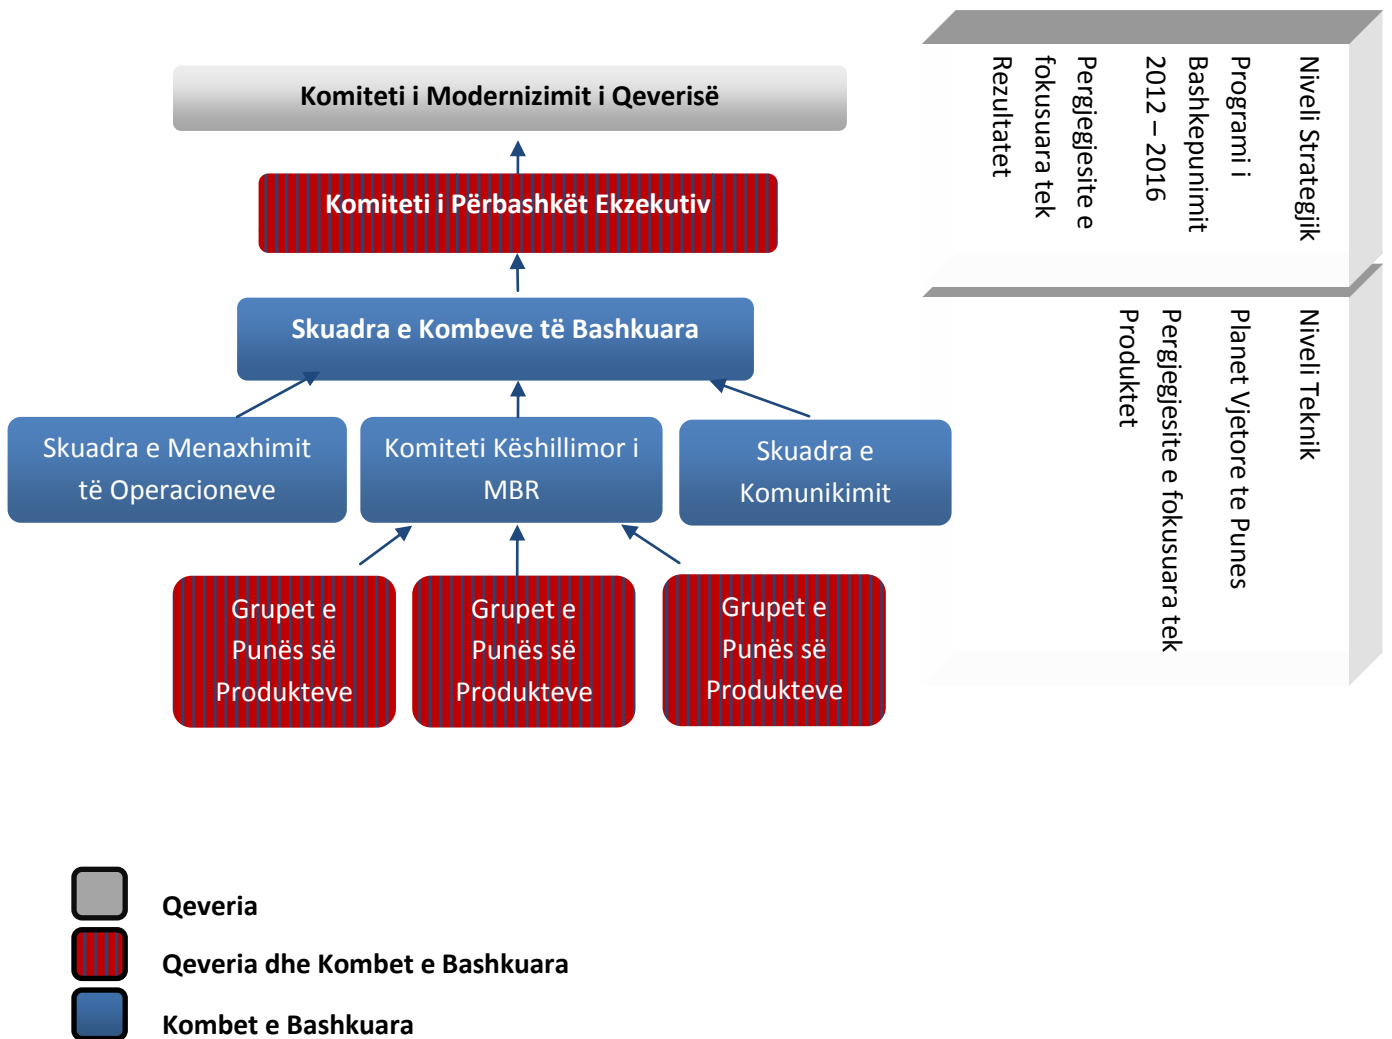 Komiteti i Modernizimit i Qeverisë
Komiteti i Përbashkët Ekzekutiv
Skuadra e Kombeve të Bashkuara
Skuadra e Menaxhimit
të Operacioneve
Komiteti Këshillimor i
MBR
Skuadra e
Komunikimit
Grupet e
Punës së
Produkteve
Grupet e
Punës së
Produkteve
Grupet e
Punës së
Produkteve
Niveli Strategjik
Programi i
Bashkepunimit
2012 – 2016
Pergjegjesite e
fokusuara tek
Rezultatet
Niveli Teknik
Planet Vjetore te Punes
Pergjegjesite e fokusuara tek
Produktet
Qeveria
Qeveria dhe Kombet e Bashkuara
Kombet e Bashkuara